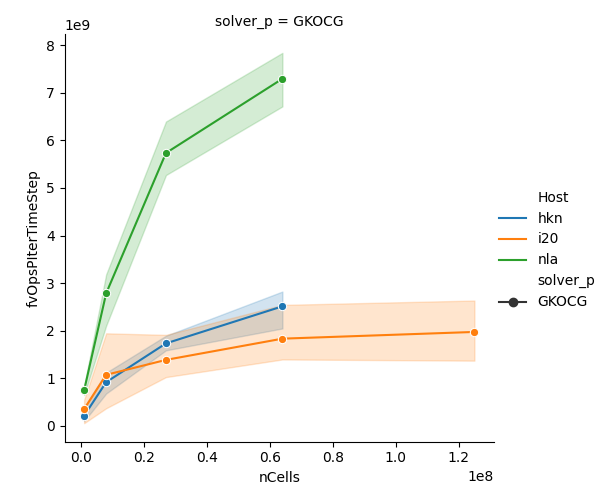 solver_p = GKOCG
1e9
8
7
6
5
4
3
2
1
0
fvOpsPIterTimeStep
0.0 0.2 0.4 0.6 0.8 1.0 1.2
1e8
nCells
Host
hkn
i20
nla
solver_p
GKOCG